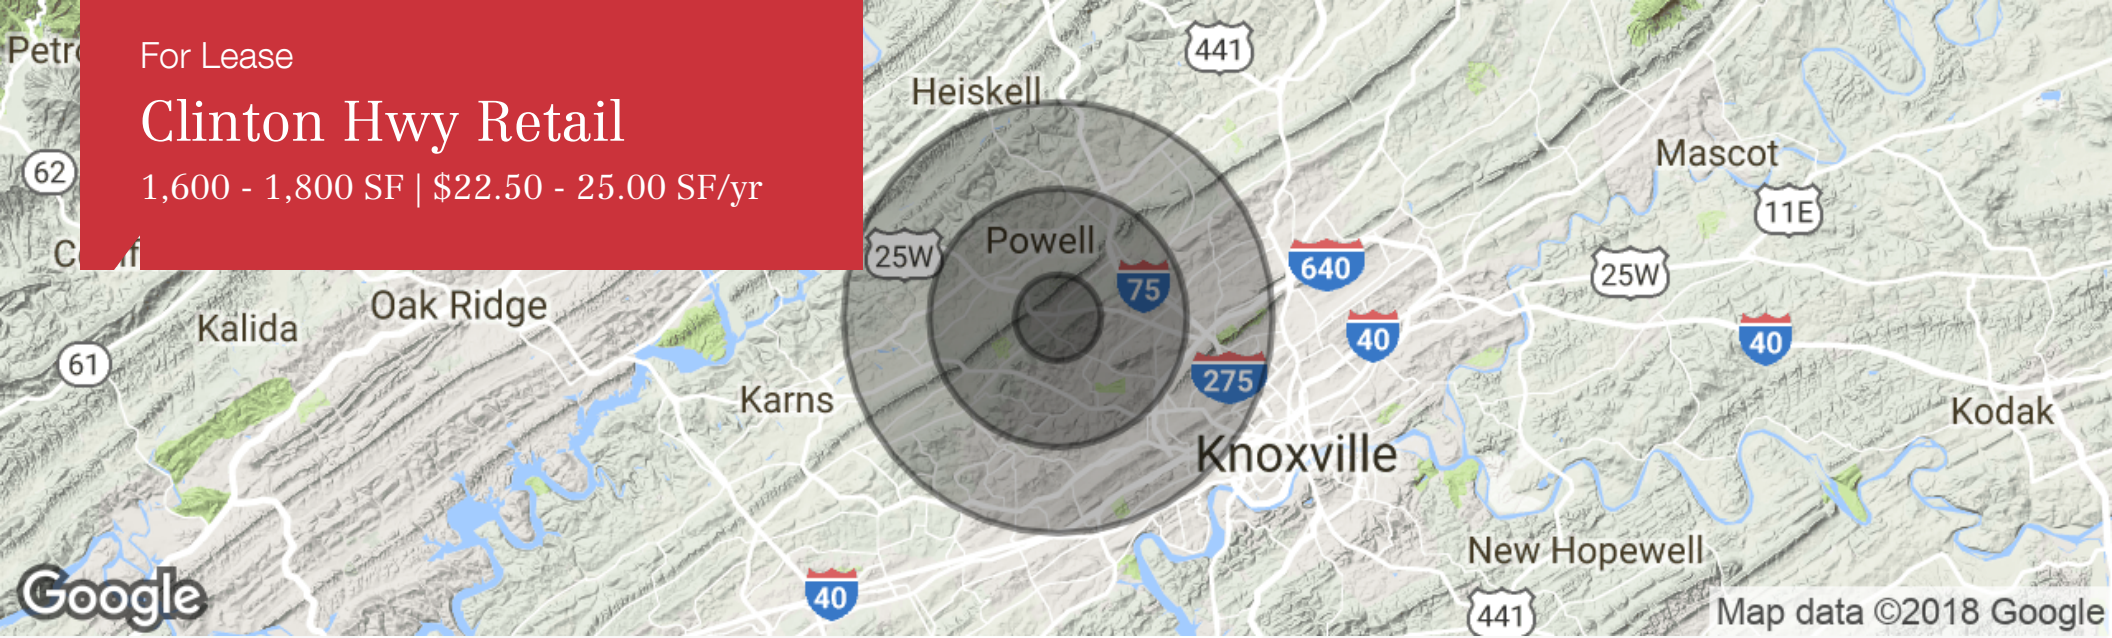 For Lease
Clinton Hwy Retail
1,600 - 1,800 SF | $22.50 - 25.00 SF/yr
441
Heiskell
62
Mascot
11E
Powell
25W
75
640
25W
Oak Ridge
Kalida
40
40
61
275
Karns
Kodak
Knoxville
New Hopewell
Google
40
441
Map data ©2018 Google